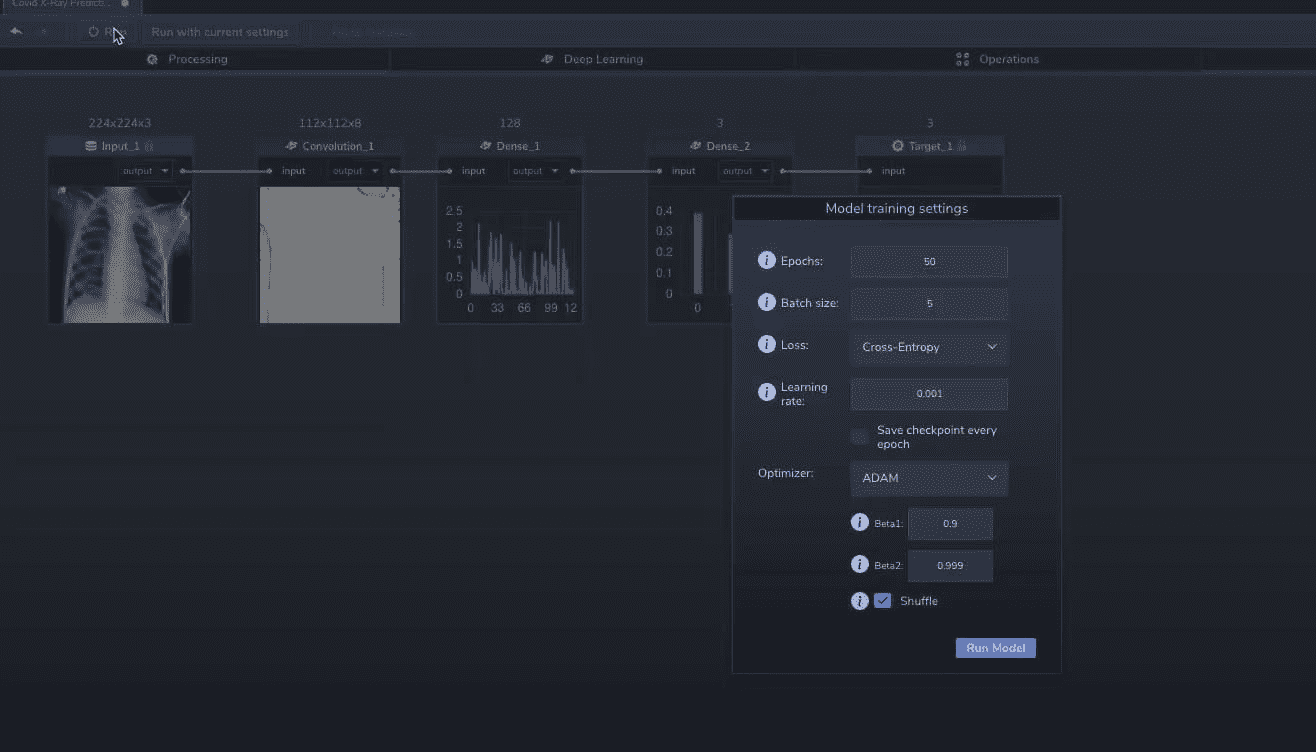 Covid X-Ray Predicti...
Run
Run with current settings
Processing
Deep Learning
Operations
224x224x3
112x112x8
128
3
3
Input_1
Convolution_1
Dense_1
Dense_2
Target_1
output
input
output
input
output
input
output
input
2.5
2
1.5
1
0.5
0
0
33
66
99
12
0.4
0.3
0.2
0.1
0
0
Model training settings
Epochs:
50
Batch size:
5
Loss:
Cross-Entropy
Learning
rate:
0.001
Save checkpoint every
epoch
Optimizer:
ADAM
Beta1:
0.9
Beta2:
0.999
Shuffle
Run Model